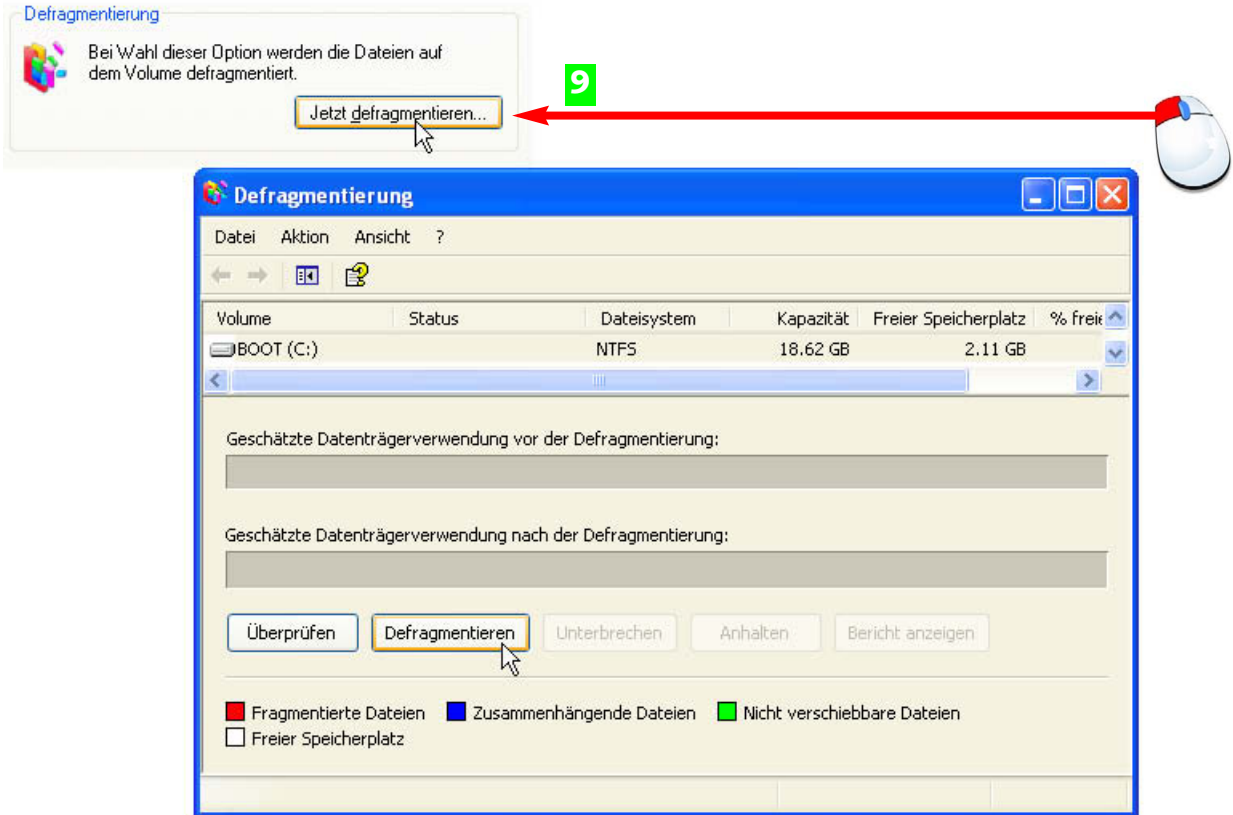 Defragmentierung
Bei Wahl dieser Option werden die Dateien auf
dem Volume defragmentiert.
9
Jetzt defragmentieren...
Defragmentierung
Datei Aktion Ansicht ?
Volume Status Dateisystem Kapazität Freier Speicherplatz % freie
BOOT (C:) NTFS 18.62 GB 2.11 GB
Geschätzte Datenträgerverwendung vor der Defragmentierung:
Geschätzte Datenträgerverwendung nach der Defragmentierung:
Überprüfen Defragmentieren Unterbrechen Anhalten Bericht anzeigen
Fragmentierte Dateien Zusammenhängende Dateien Nicht verschiebbare Dateien
Freier Speicherplatz